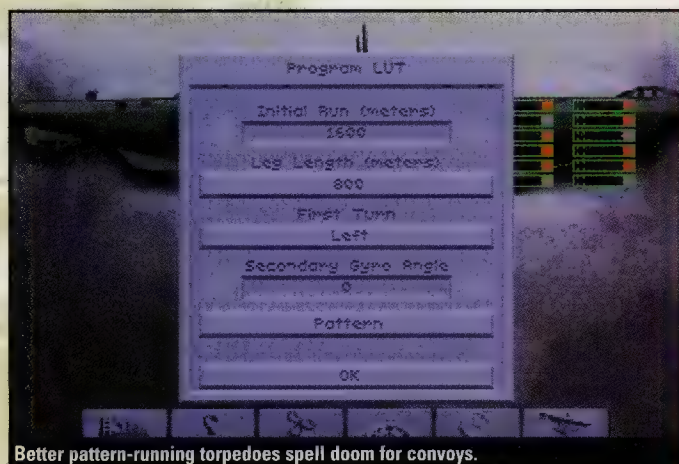 Program LUT
Initial Run (meters)
1600
Leg Length (meters)
800
First Turn
Left
Secondary Gyro Angle
0
Pattern
OK
Better pattern-running torpedoes spell doom for convoys.